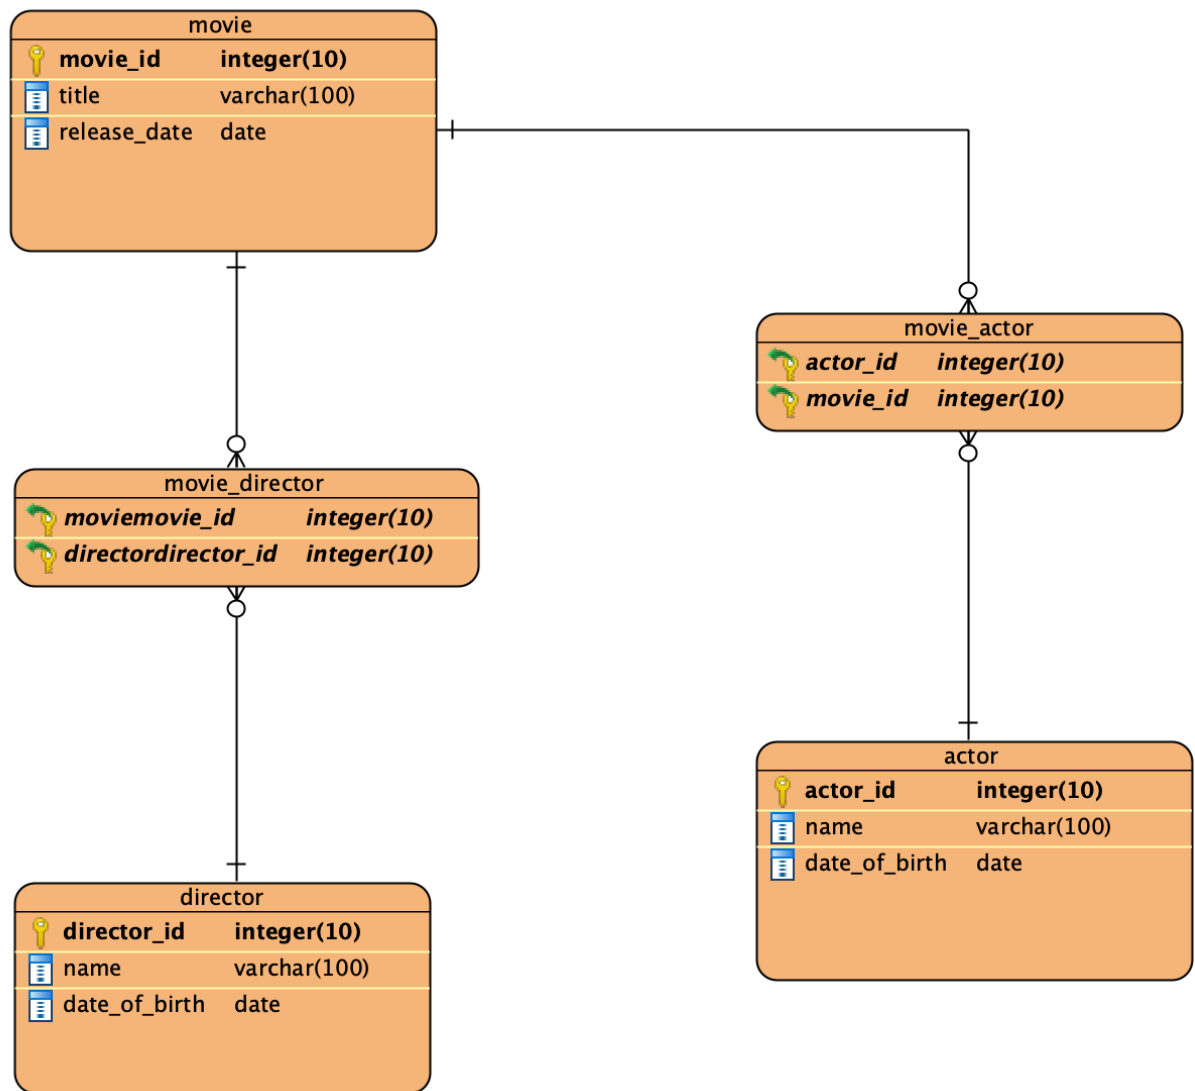 movie
movie_id integer(10)
title varchar(100)
release_date date
movie_actor
actor_id integer(10)
movie_id integer(10)
movie_director
moviemovie_id integer(10)
directordirector_id integer(10)
actor
actor_id integer(10)
name varchar(100)
date_of_birth date
director
director_id integer(10)
name varchar(100)
date_of_birth date